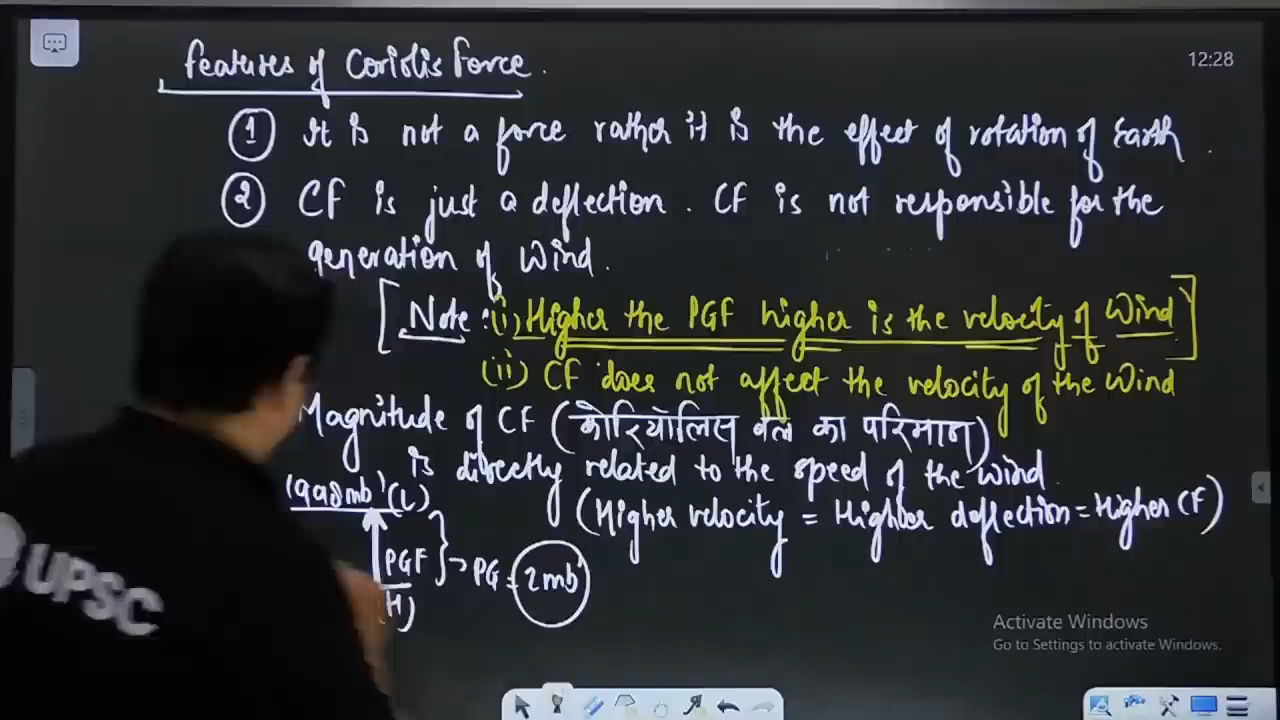 Features of Coriolis Force.
12:28
① It is not a force rather it is the effect of rotation of Earth.
② CF is just a deflection. CF is not responsible for the
generation of Wind.
[Note :(i) Higher the PGF higher is the velocity of Wind]
(ii) CF does not affect the velocity of the Wind
Magnitude of CF (कोरियोलिस बल का परिमान)
is directly related to the speed of the wind
(Higher velocity = Higher deflection = Higher CF)
998mb (L)
PGF } → PG = 2mb
(H)
UPSC
Activate Windows
Go to Settings to activate Windows.